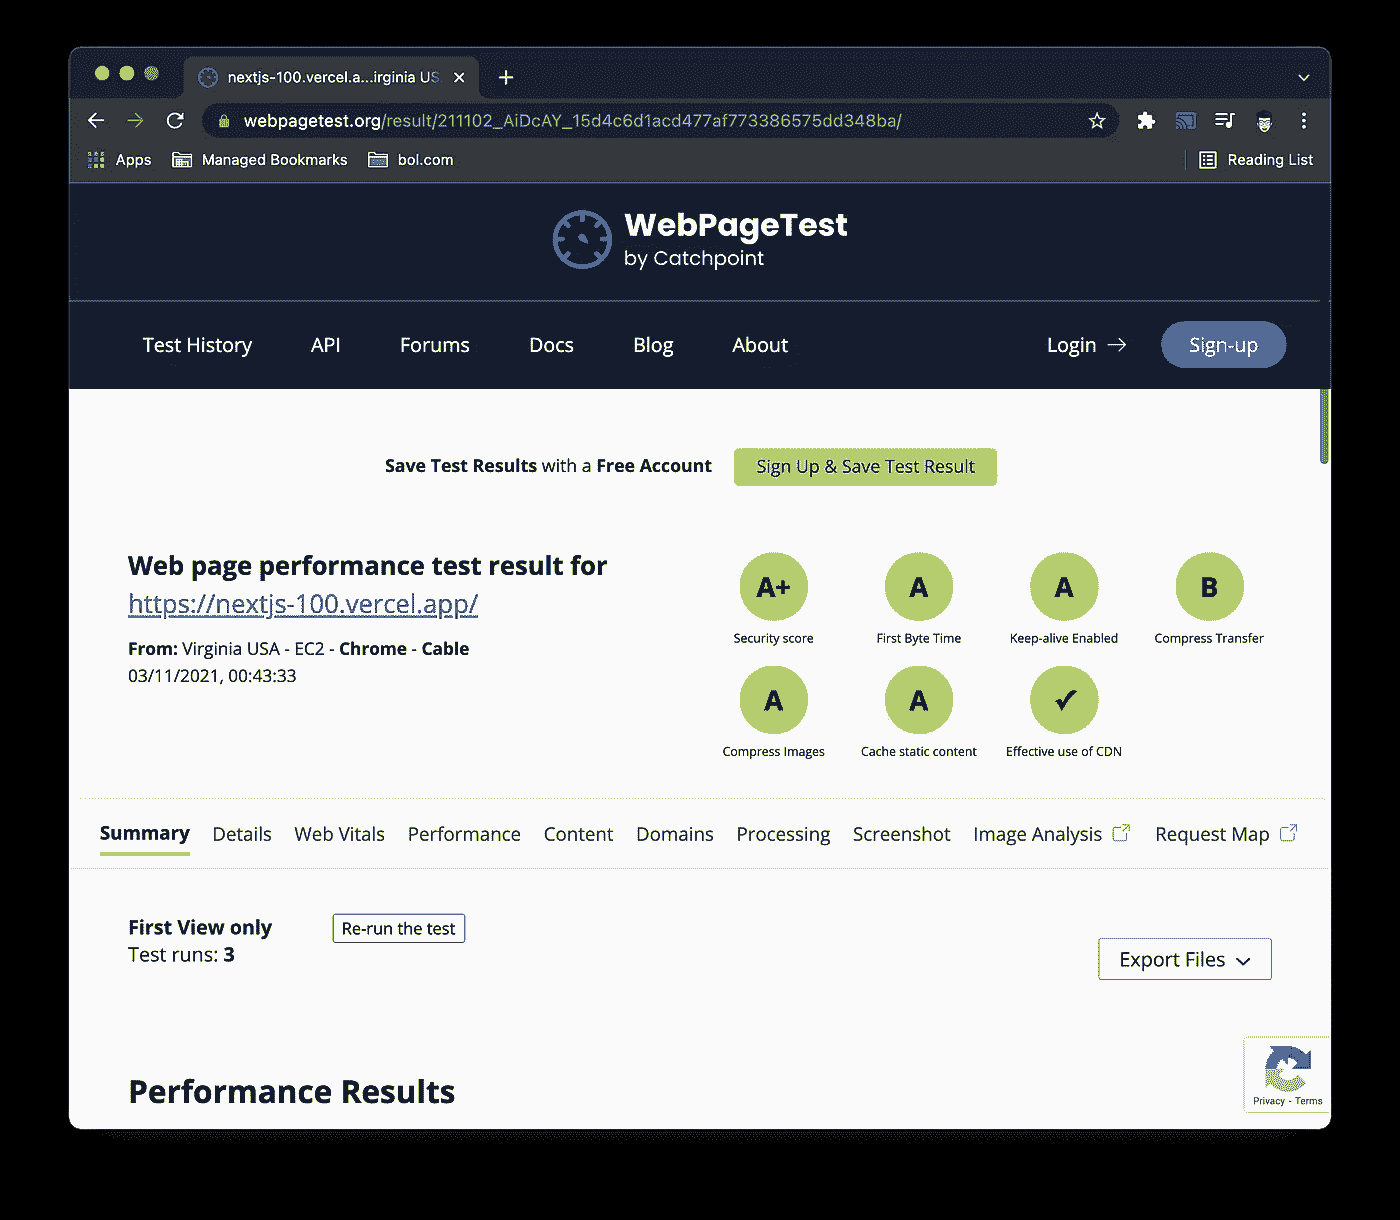 nextjs-100.vercel.a...irginia US
webpagetest.org/result/211102_AiDcAY_15d4c6d1acd477af773386575dd348ba/
Apps Managed Bookmarks bol.com Reading List
WebPageTest
by Catchpoint
Test History API Forums Docs Blog About Login → Sign-up
Save Test Results with a Free Account Sign Up & Save Test Result
Web page performance test result for
https://nextjs-100.vercel.app/
From: Virginia USA - EC2 - Chrome - Cable
03/11/2021, 00:43:33
A+ A A B
Security score First Byte Time Keep-alive Enabled Compress Transfer
A A ✓
Compress Images Cache static content Effective use of CDN
Summary Details Web Vitals Performance Content Domains Processing Screenshot Image Analysis Request Map
First View only Re-run the test
Test runs: 3
Export Files
Performance Results
Privacy - Terms